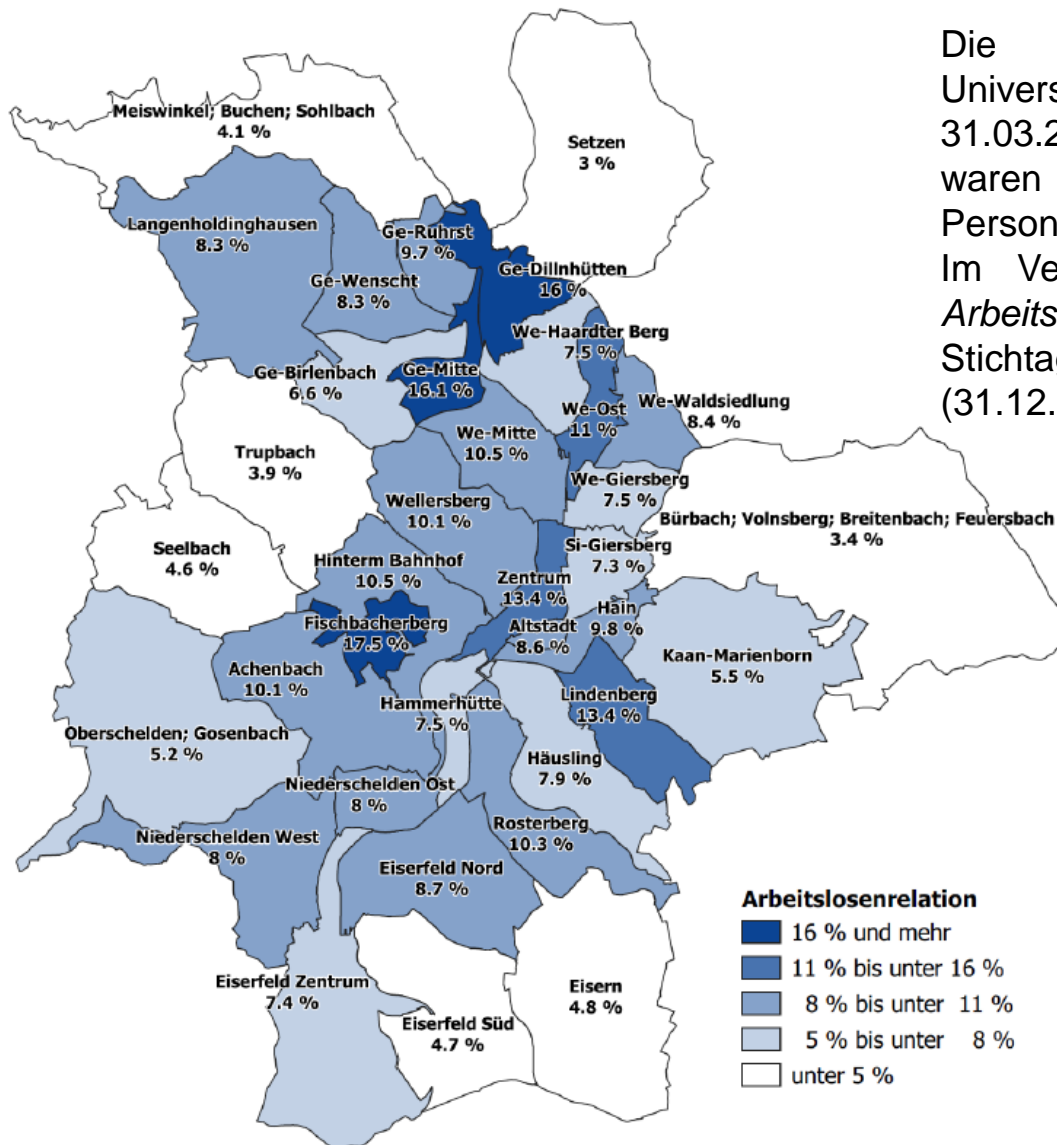 Die
Univers
31.03.2
waren
Person
Im Ve
Arbeits
Stichta
(31.12.
Meiswinkel; Buchen; Sohlbach
4.1 %
Setzen
3 %
Langenholdinghausen
8.3 %
Ge-Ruhrst
9.7 %
Ge-Dillnhütten
16 %
Ge-Wenscht
8.3 %
We-Haardter Berg
7.5 %
Ge-Birlenbach
6.6 %
Ge-Mitte
16.1 %
We-Ost
11 %
We-Waldsiedlung
8.4 %
We-Mitte
10.5 %
Trupbach
3.9 %
We-Giersberg
7.5 %
Wellersberg
10.1 %
Bürbach; Volnsberg; Breitenbach; Feuersbach
3.4 %
Seelbach
4.6 %
Hinterm Bahnhof
10.5 %
Si-Giersberg
7.3 %
Zentrum
13.4 %
Hain
9.8 %
Fischbacherberg
17.5 %
Altstadt
8.6 %
Achenbach
10.1 %
Kaan-Marienborn
5.5 %
Hammerhütte
7.5 %
Lindenberg
13.4 %
Oberschelden; Gosenbach
5.2 %
Häusling
7.9 %
Niederschelden Ost
8 %
Niederschelden West
8 %
Rosterberg
10.3 %
Eiserfeld Nord
8.7 %
Eiserfeld Zentrum
7.4 %
Eisern
4.8 %
Eiserfeld Süd
4.7 %
Arbeitslosenrelation
16 % und mehr
11 % bis unter 16 %
8 % bis unter 11 %
5 % bis unter 8 %
unter 5 %